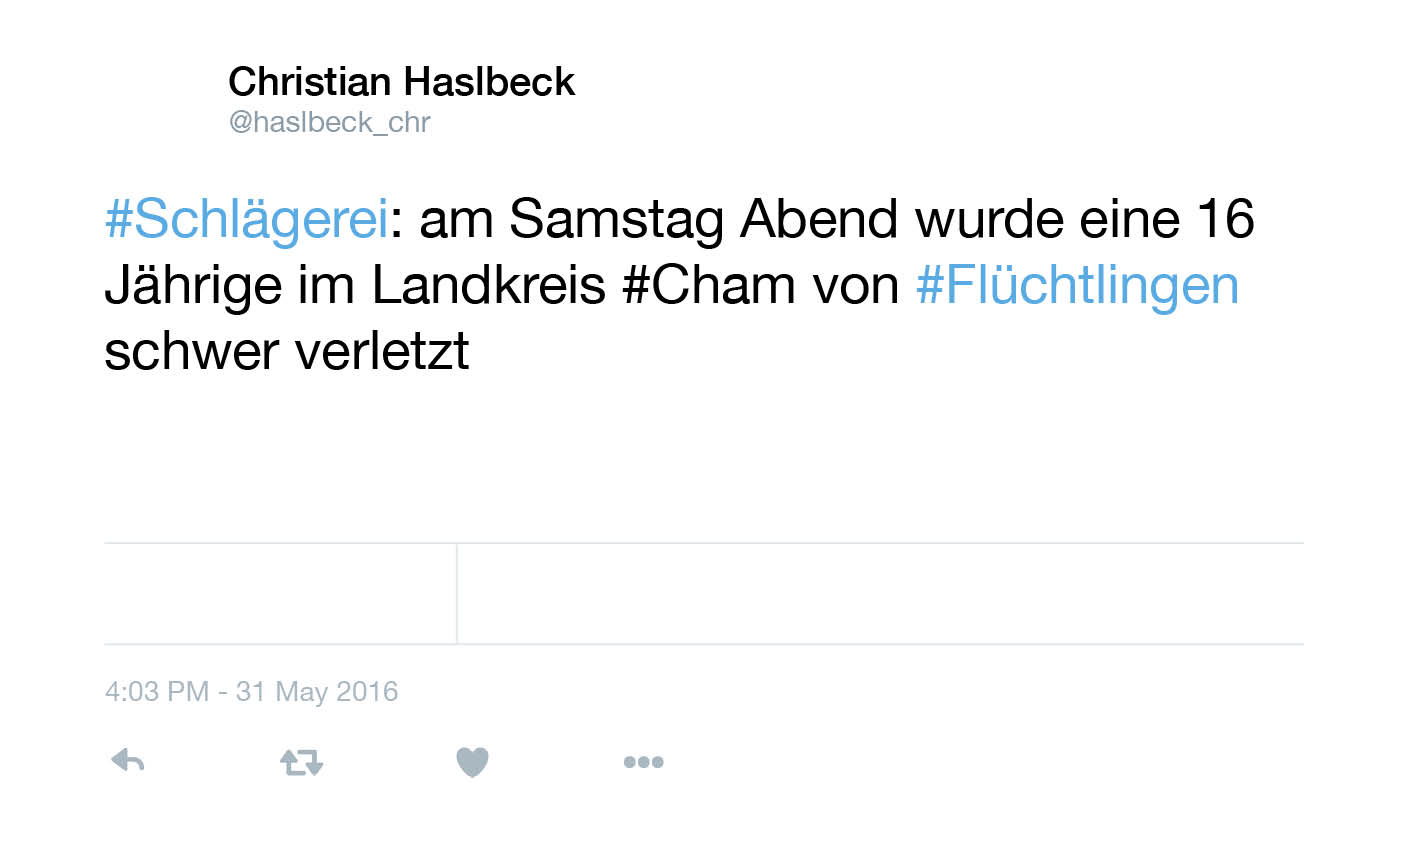 Christian Haslbeck
@haslbeck_chr
#Schlägerei: am Samstag Abend wurde eine 16
Jährige im Landkreis #Cham von #Flüchtlingen
schwer verletzt
4:03 PM - 31 May 2016